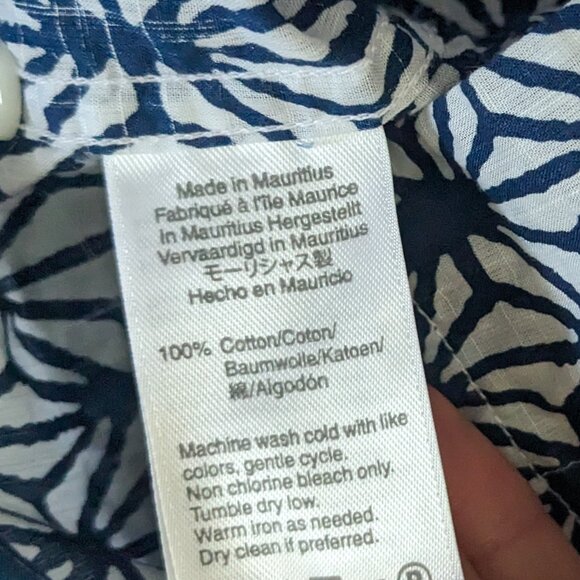 Made in Mauritius
Fabriqué à l'île Maurice
In Mauritius Hergestellt
Vervaardigd in Mauritius
モーリシャス製
Hecho en Mauricio
100% Cotton/Coton/
Baumwolle/Katoen/
綿/Algodón
Machine wash cold with like
colors, gentle cycle.
Non chlorine bleach only.
Tumble dry low.
Warm iron as needed.
Dry clean if preferred.